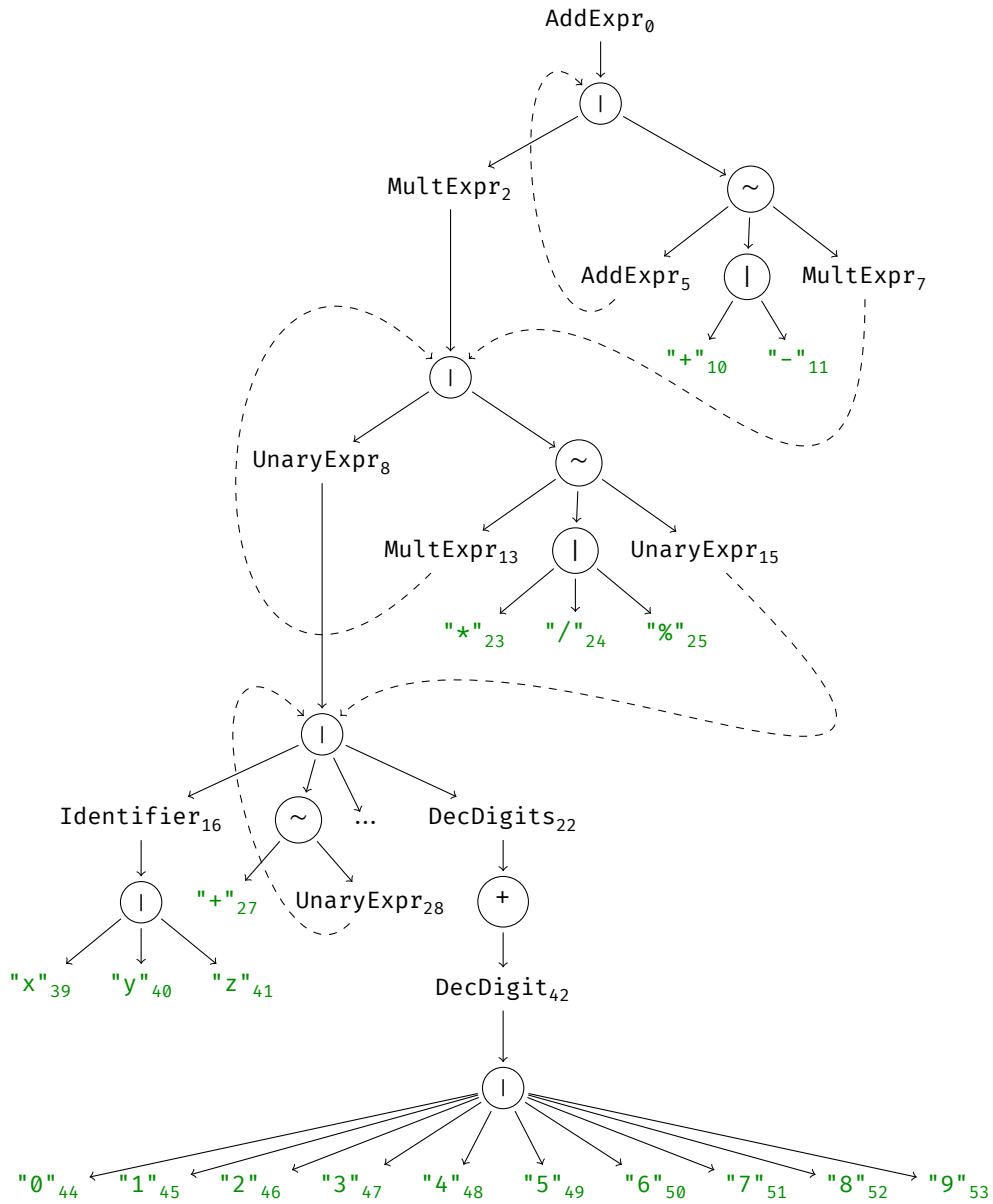 AddExpr0
|
MultExpr2 ~
AddExpr5 | MultExpr7
"+"10 "-"11
|
UnaryExpr8 ~
MultExpr13 | UnaryExpr15
"*"23 "/"24 "%"25
|
Identifier16 ~ ... DecDigits22
| "+"27 UnaryExpr28 +
"x"39 "y"40 "z"41 DecDigit42
|
"0"44 "1"45 "2"46 "3"47 "4"48 "5"49 "6"50 "7"51 "8"52 "9"53